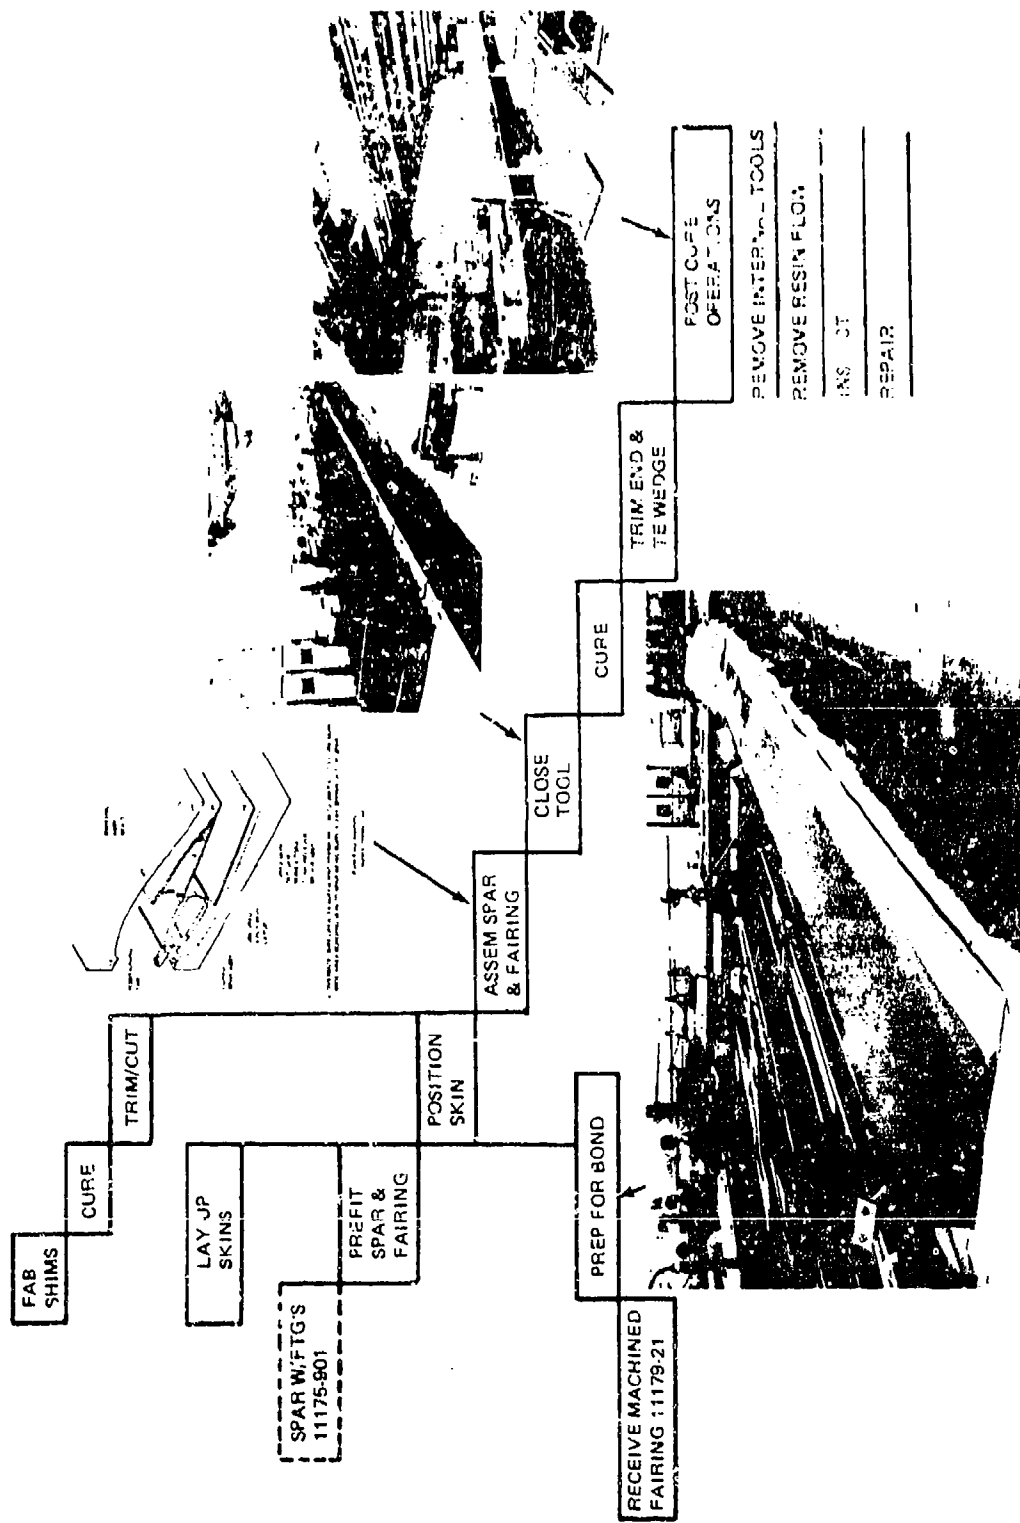 FAB
SHIMS
CURE
TRIM/CUT
LAY UP
SKINS
SPAR W/FTG'S
11175-901
PREFIT
SPAR &
FAIRING
POSITION
SKIN
RECEIVE MACHINED
FAIRING 11179-21
PREP FOR BOND
ASSEM SPAR
& FAIRING
CLOSE
TOOL
CURE
TRIM END &
TE WEDGE
POST CURE
OPERATIONS
REMOVE INTERNAL TOOLS
REMOVE RESIN FLOW
REPAIR